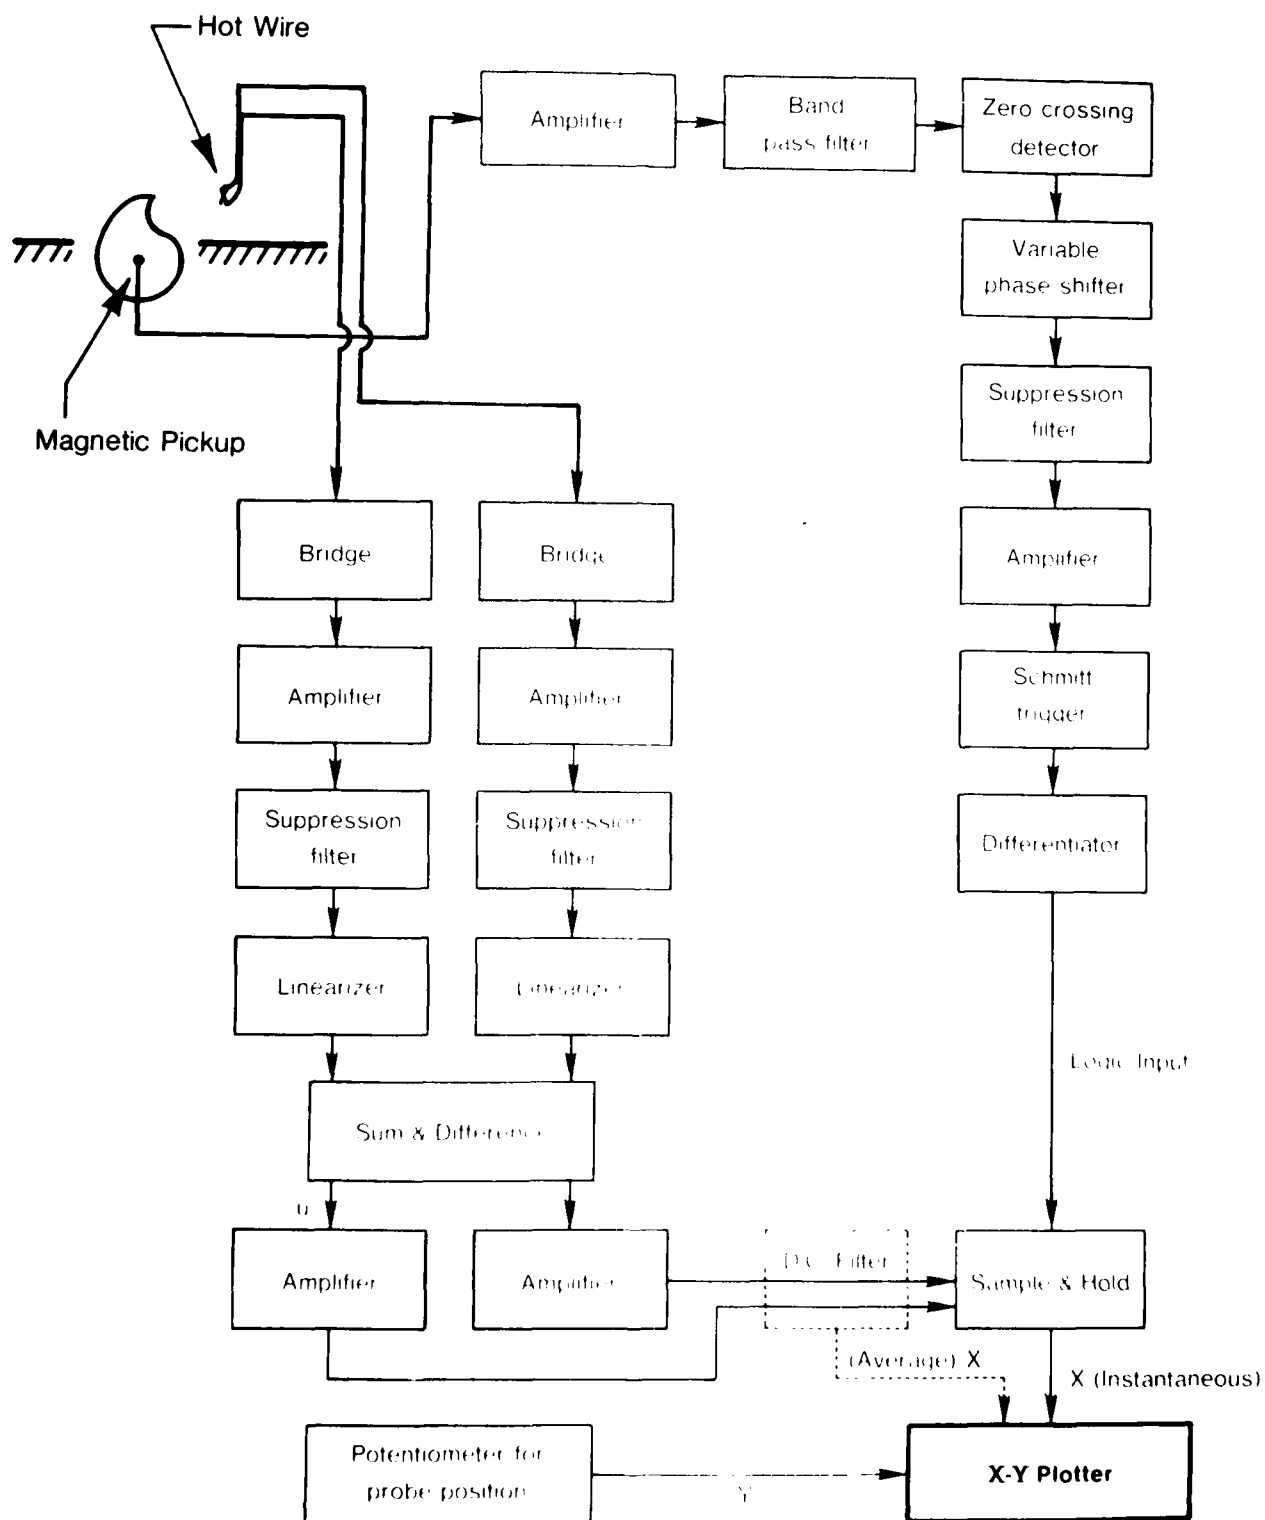 Hot Wire
Amplifier
Band
pass filter
Zero crossing
detector
Variable
phase shifter
Magnetic Pickup
Suppression
filter
Bridge
Bridge
Amplifier
Amplifier
Amplifier
Schmitt
trigger
Suppression
filter
Suppression
filter
Differentiator
Linearizer
Linearizer
Logic Input
Sum & Difference
u
Amplifier
Amplifier
D.C. Filter
Sample & Hold
(Average) X
X (Instantaneous)
Potentiometer for
probe position
Y
X-Y Plotter